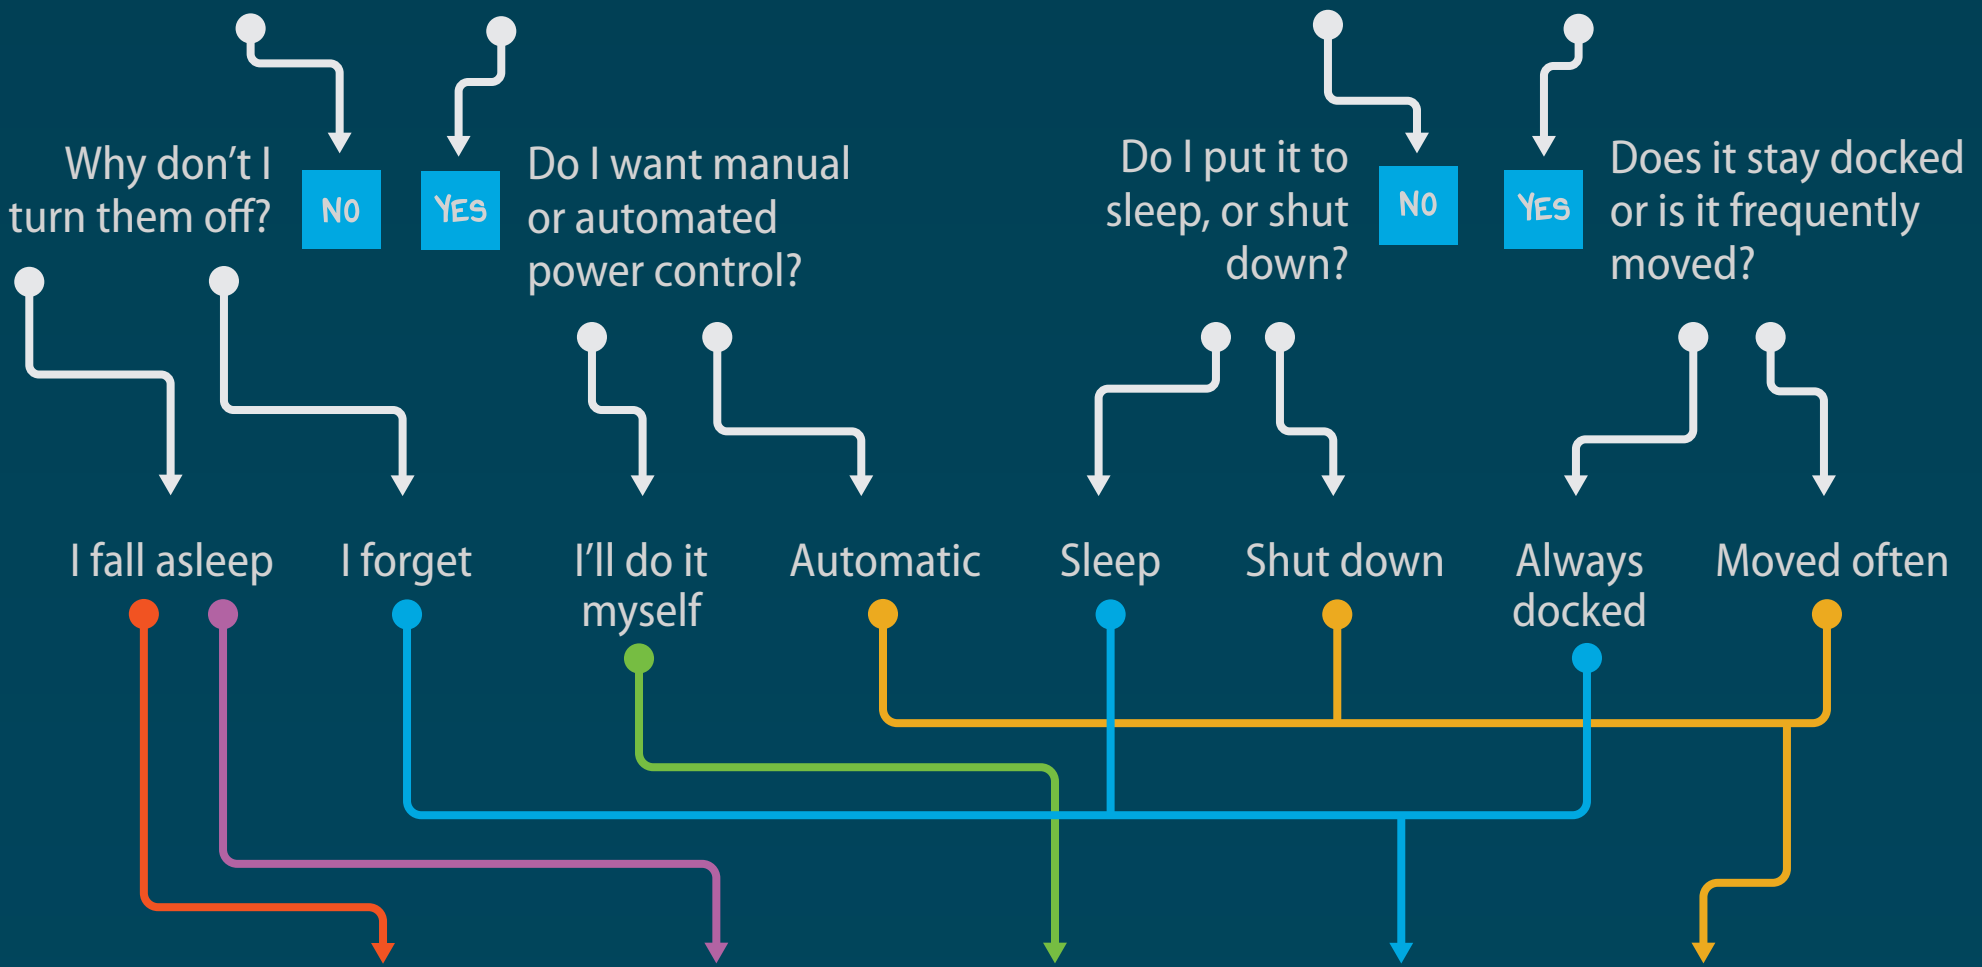 Why don't I
turn them off?
NO
YES
Do I want manual
or automated
power control?
Do I put it to
sleep, or shut
down?
NO
YES
Does it stay docked
or is it frequently
moved?
I fall asleep
I forget
I'll do it
myself
Automatic
Sleep
Shut down
Always
docked
Moved often